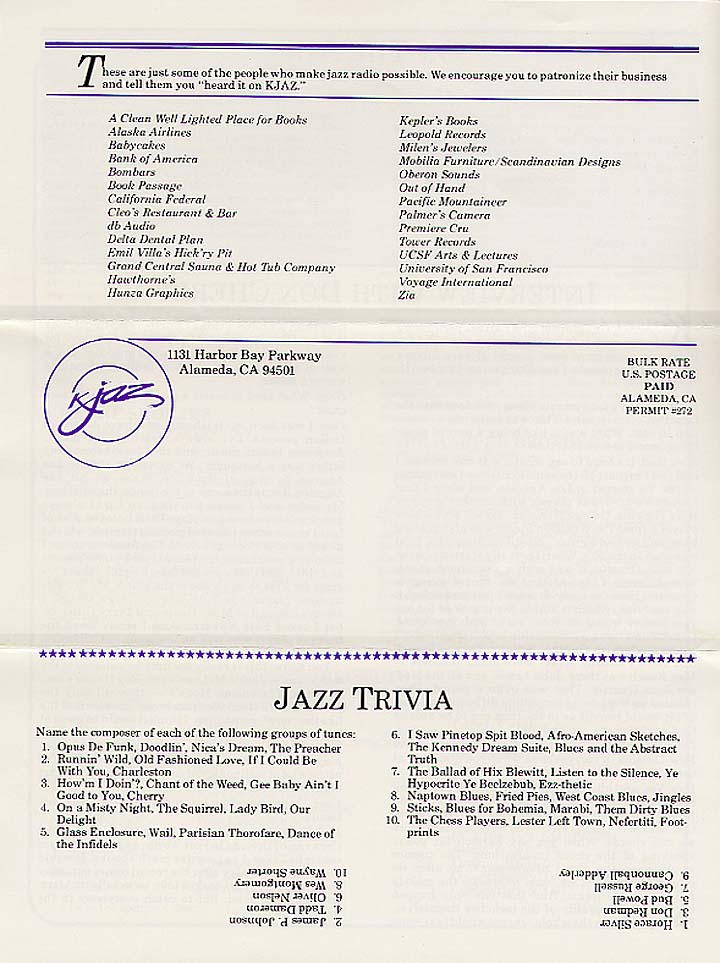 These are just some of the people who make jazz radio possible. We encourage you to patronize their business
and tell them you "heard it on KJAZ."
A Clean Well Lighted Place for Books
Alaska Airlines
Babycakes
Bank of America
Bombars
Book Passage
California Federal
Cleo's Restaurant & Bar
db Audio
Delta Dental Plan
Emil Villa's Hick'ry Pit
Grand Central Sauna & Hot Tub Company
Hawthorne's
Hunza Graphics
Kepler's Books
Leopold Records
Milen's Jewelers
Mobilia Furniture/Scandinavian Designs
Oberon Sounds
Out of Hand
Pacific Mountaineer
Palmer's Camera
Premiere Cru
Tower Records
UCSF Arts & Lectures
University of San Francisco
Voyage International
Zia
Kjaz
1131 Harbor Bay Parkway
Alameda, CA 94501
BULK RATE
U.S. POSTAGE
PAID
ALAMEDA, CA
PERMIT #272
JAZZ TRIVIA
Name the composer of each of the following groups of tunes:
1. Opus De Funk, Doodlin', Nica's Dream, The Preacher
2. Runnin' Wild, Old Fashioned Love, If I Could Be
With You, Charleston
3. How'm I Doin'?, Chant of the Weed, Gee Baby Ain't I
Good to You, Cherry
4. On a Misty Night, The Squirrel, Lady Bird, Our
Delight
5. Glass Enclosure, Wail, Parisian Thorofare, Dance of
the Infidels
6. I Saw Pinetop Spit Blood, Afro-American Sketches,
The Kennedy Dream Suite, Blues and the Abstract
Truth
7. The Ballad of Hix Blewitt, Listen to the Silence, Ye
Hypocrite Ye Beelzebub, Ezz-thetic
8. Naptown Blues, Fried Pies, West Coast Blues, Jingles
9. Sticks, Blues for Bohemia, Marabi, Them Dirty Blues
10. The Chess Players, Lester Left Town, Nefertiti, Foot-
prints
1. Horace Silver
3. Don Redman
5. Bud Powell
7. George Russell
9. Cannonball Adderley
2. James P. Johnson
4. Tadd Dameron
6. Oliver Nelson
8. Wes Montgomery
10. Wayne Shorter